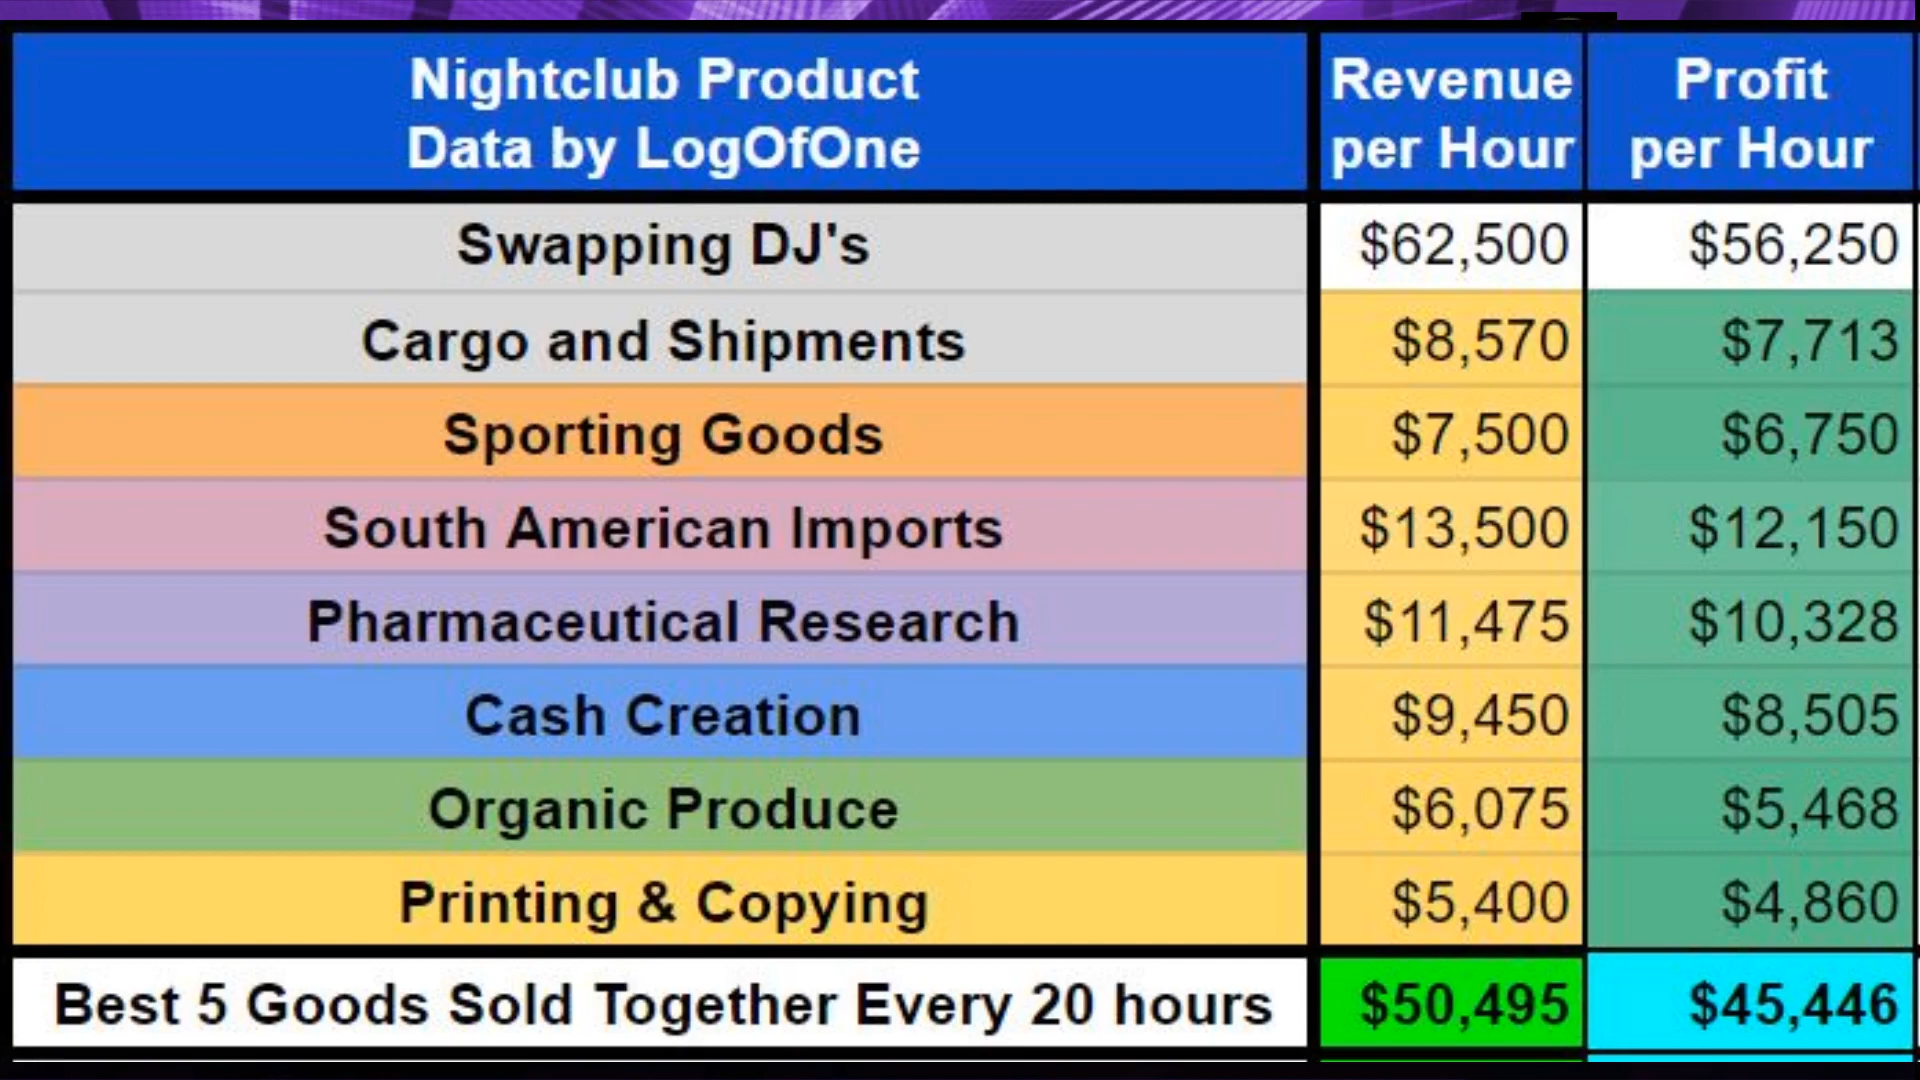 Nightclub Product
Data by LogOfOne
Revenue
per Hour
Profit
per Hour
Swapping DJ's $62,500 $56,250
Cargo and Shipments $8,570 $7,713
Sporting Goods $7,500 $6,750
South American Imports $13,500 $12,150
Pharmaceutical Research $11,475 $10,328
Cash Creation $9,450 $8,505
Organic Produce $6,075 $5,468
Printing & Copying $5,400 $4,860
Best 5 Goods Sold Together Every 20 hours $50,495 $45,446